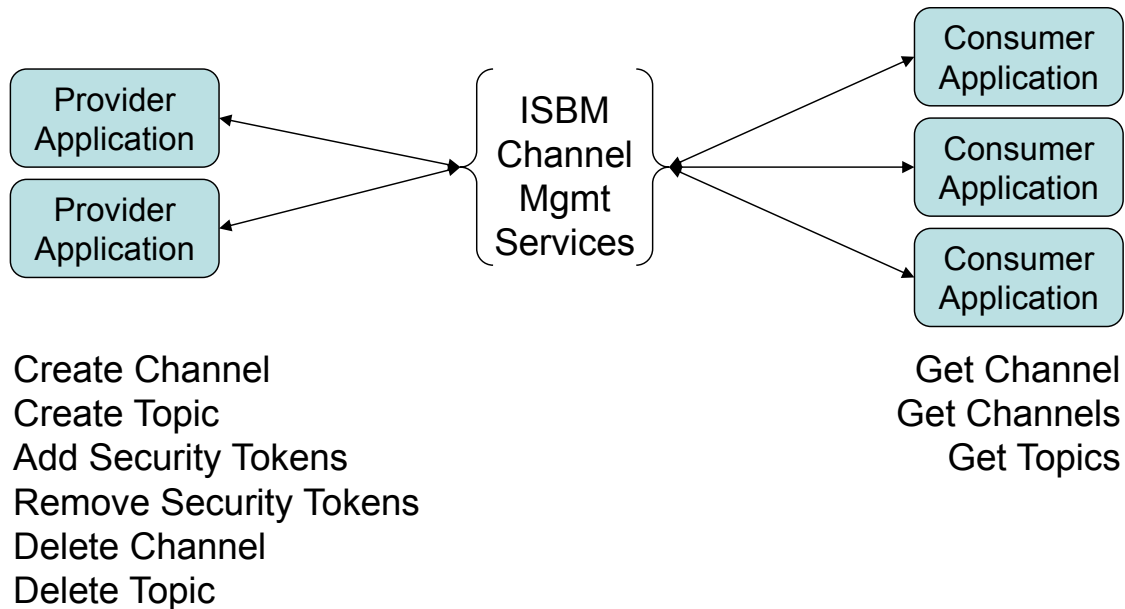 Provider
Application
Provider
Application
ISBM
Channel
Mgmt
Services
Consumer
Application
Consumer
Application
Consumer
Application
Create Channel
Create Topic
Add Security Tokens
Remove Security Tokens
Delete Channel
Delete Topic
Get Channel
Get Channels
Get Topics